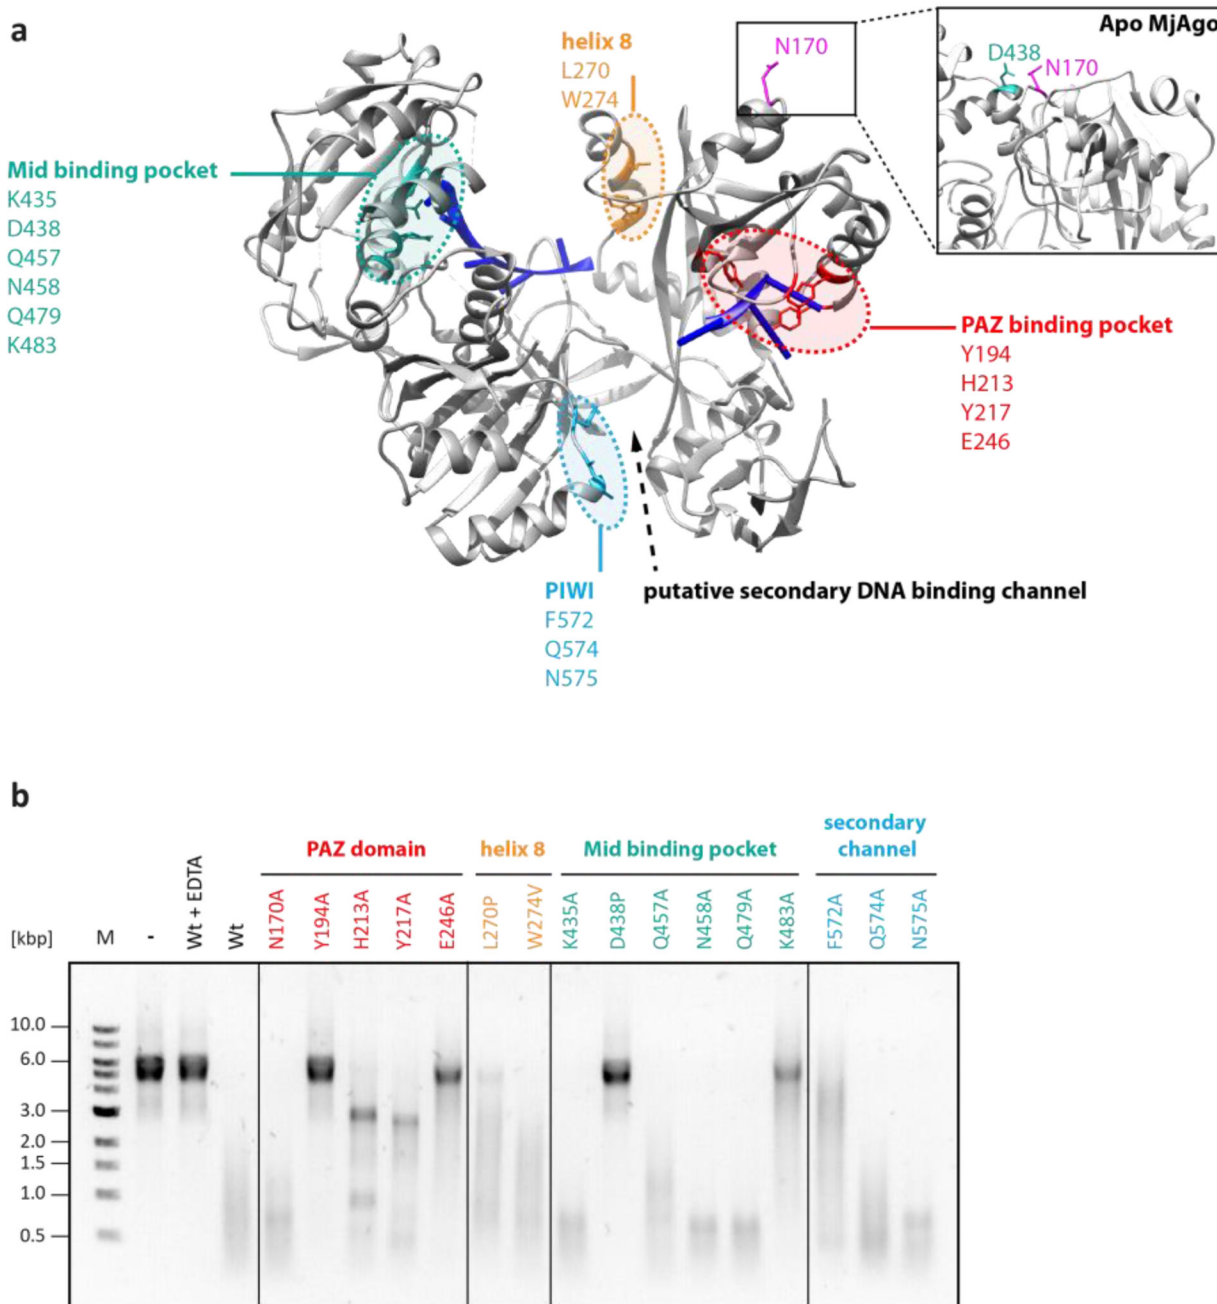 a
Apo MjAgo
D438
N170
N170
helix 8
L270
W274
Mid binding pocket
K435
D438
Q457
N458
Q479
K483
PAZ binding pocket
Y194
H213
Y217
E246
putative secondary DNA binding channel
PIWI
F572
Q574
N575
b
PAZ domain
helix 8
Mid binding pocket
secondary
channel
[kbp]
M
-
Wt + EDTA
Wt
N170A
Y194A
H213A
Y217A
E246A
L270P
W274V
K435A
D438P
Q457A
N458A
Q479A
K483A
F572A
Q574A
N575A
10.0
6.0
3.0
2.0
1.5
1.0
0.5